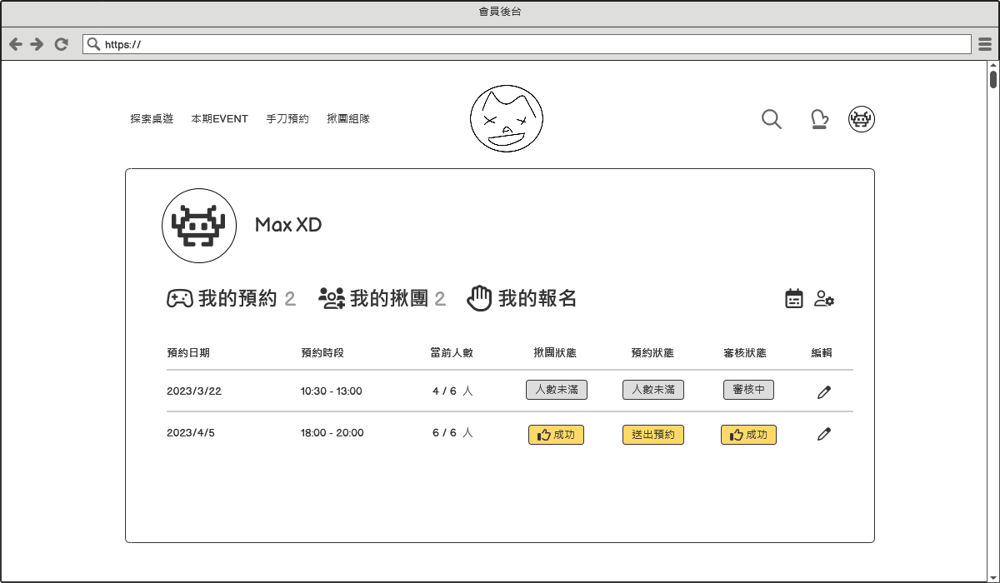 會員後台
https://
探索桌遊 本期EVENT 手刀預約 揪團組隊
Max XD
我的預約 2 我的揪團 2 我的報名
預約日期 預約時段 當前人數 揪團狀態 預約狀態 審核狀態 編輯
2023/3/22 10:30 - 13:00 4 / 6 人 人數未滿 人數未滿 審核中
2023/4/5 18:00 - 20:00 6 / 6 人 成功 送出預約 成功